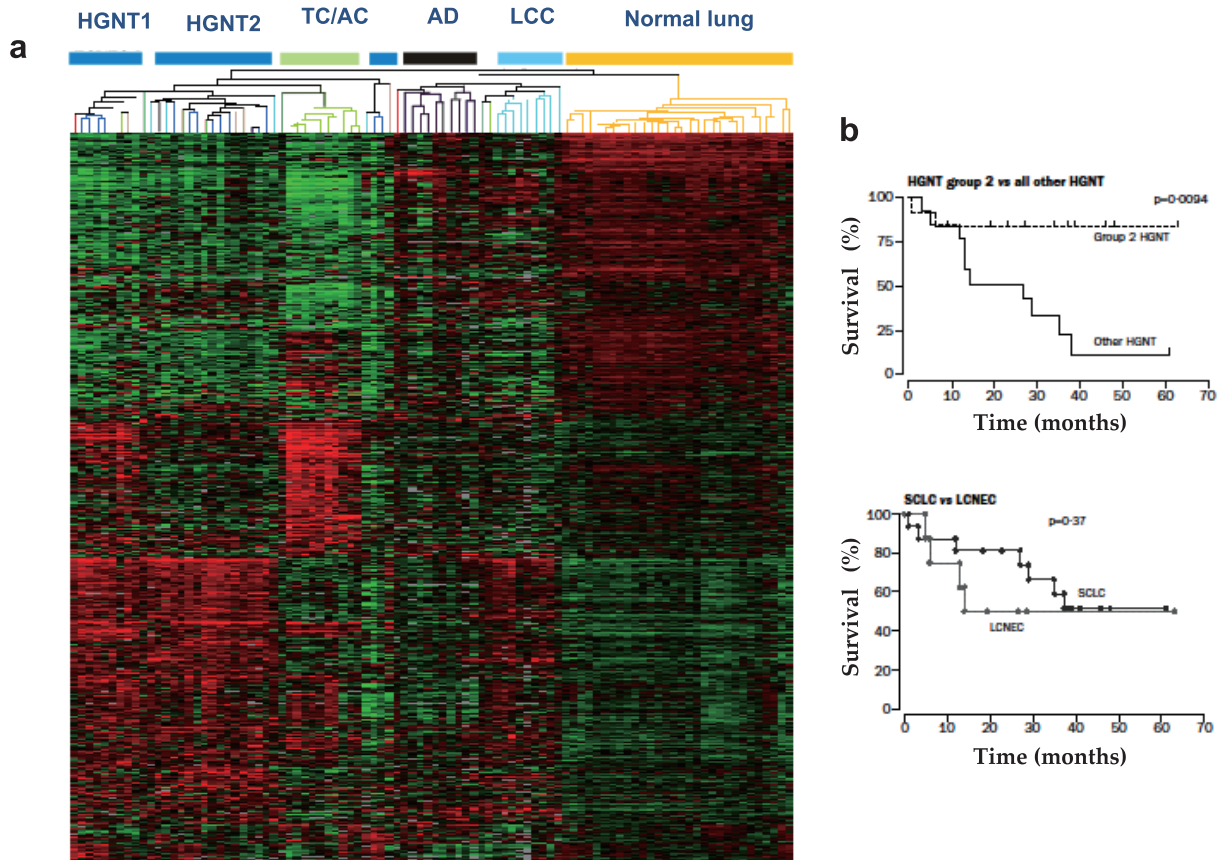 a
HGNT1 HGNT2 TC/AC AD LCC Normal lung
b
HGNT group 2 vs all other HGNT
p=0·0094
100
75
50
25
0
Survival (%)
Group 2 HGNT
Other HGNT
0 10 20 30 40 50 60 70
Time (months)
SCLC vs LCNEC
p=0·37
100
80
60
40
20
0
Survival (%)
SCLC
LCNEC
0 10 20 30 40 50 60 70
Time (months)